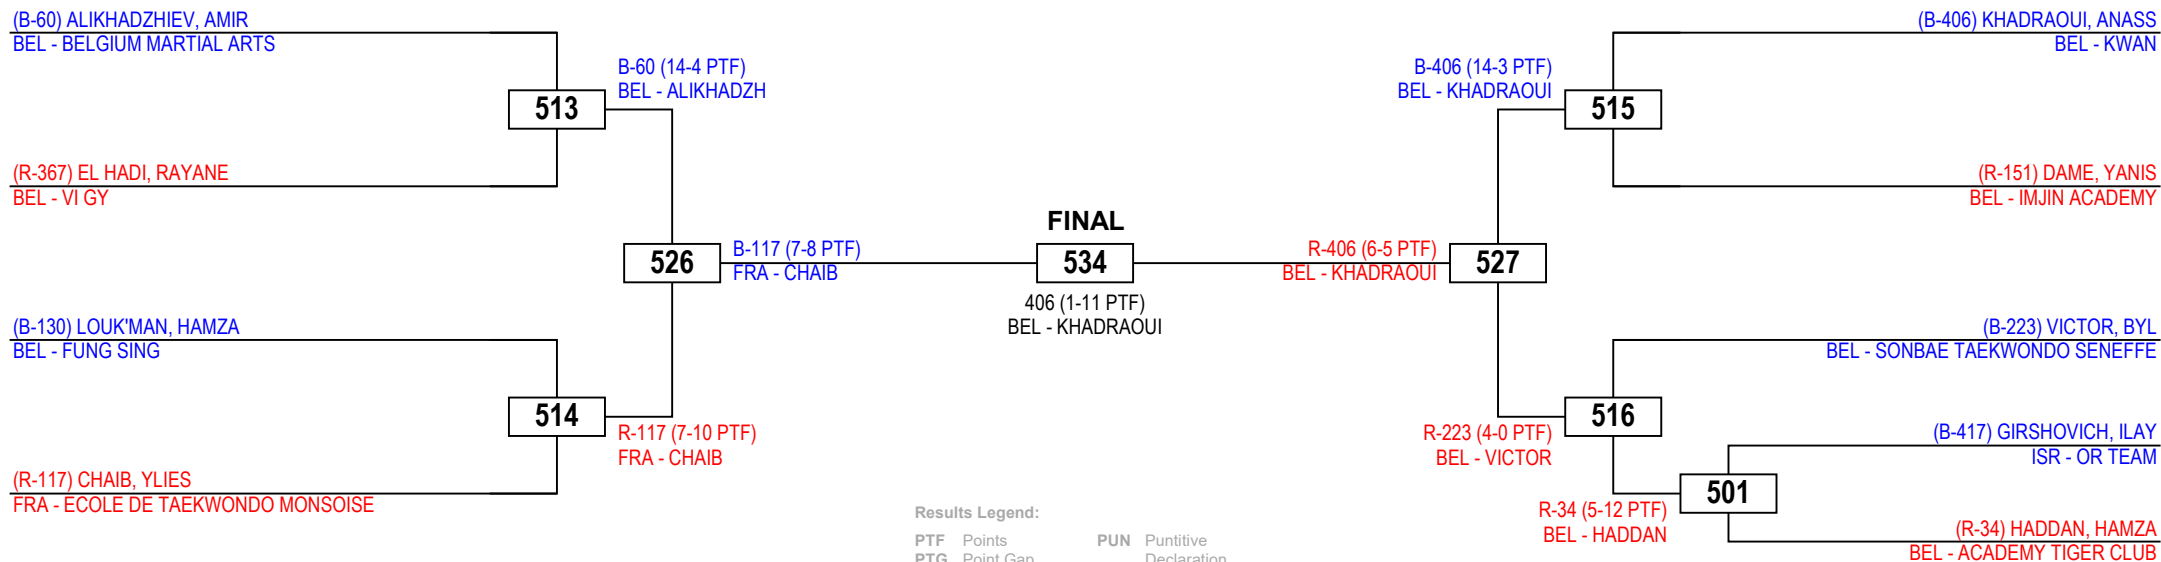 (B-60) ALIKHADZHIEV, AMIR
BEL - BELGIUM MARTIAL ARTS
B-60 (14-4 PTF)
BEL - ALIKHADZH
513
(R-367) EL HADI, RAYANE
BEL - VI GY
526
B-117 (7-8 PTF)
FRA - CHAIB
(B-130) LOUK'MAN, HAMZA
BEL - FUNG SING
514
R-117 (7-10 PTF)
FRA - CHAIB
(R-117) CHAIB, YLIES
FRA - ECOLE DE TAEKWONDO MONSOISE
FINAL
534
406 (1-11 PTF)
BEL - KHADRAOUI
(B-406) KHADRAOUI, ANASS
BEL - KWAN
B-406 (14-3 PTF)
BEL - KHADRAOUI
515
(R-151) DAME, YANIS
BEL - IMJIN ACADEMY
R-406 (6-5 PTF)
BEL - KHADRAOUI
527
(B-223) VICTOR, BYL
BEL - SONBAE TAEKWONDO SENEFFE
516
R-223 (4-0 PTF)
BEL - VICTOR
(B-417) GIRSHOVICH, ILAY
ISR - OR TEAM
501
R-34 (5-12 PTF)
BEL - HADDAN
(R-34) HADDAN, HAMZA
BEL - ACADEMY TIGER CLUB
Results Legend:
PTF Points PUN Puntitive
PTG Point Gap Declaration